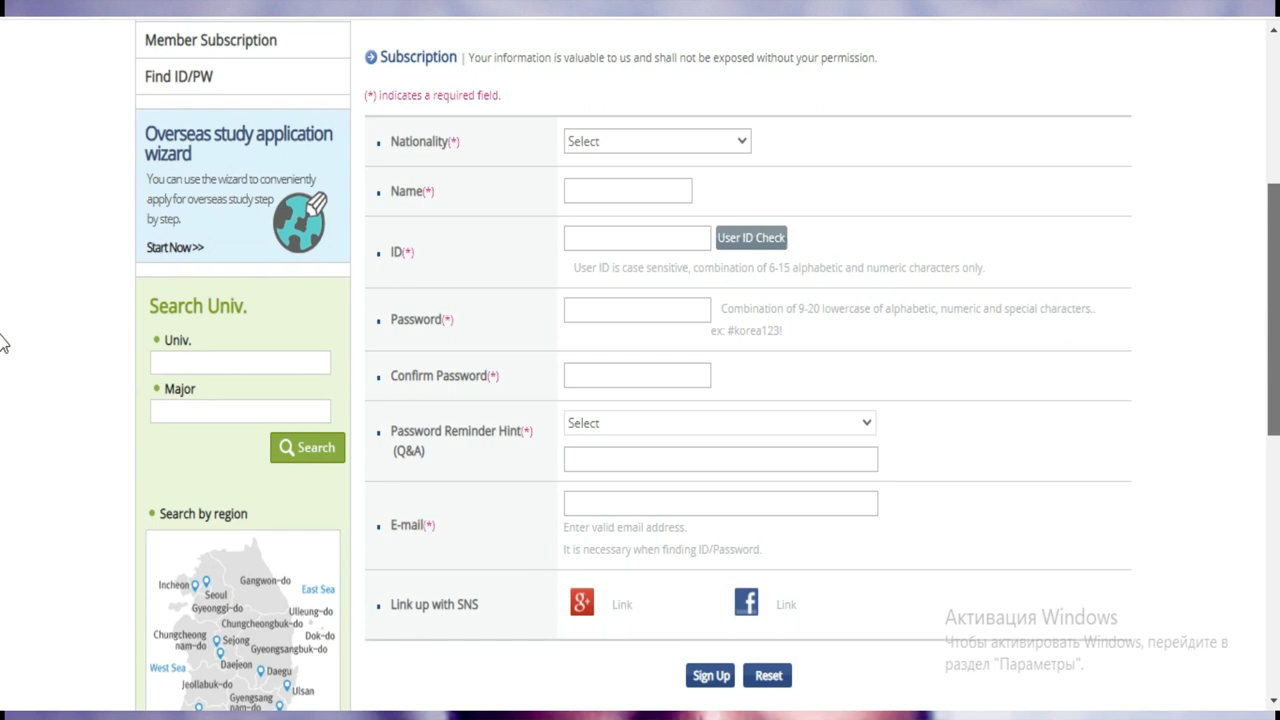 Member Subscription
Find ID/PW
Overseas study application
wizard
You can use the wizard to conveniently
apply for overseas study step
by step.
Start Now >>
Search Univ.
Univ.
Major
Search
Search by region
Incheon
Seoul
Gangwon-do
East Sea
Gyeonggi-do
Ulleung-do
Chungcheongbuk-do
Dok-do
Chungcheong
nam-do
Sejong
Gyeongsangbuk-do
West Sea
Daejeon
Daegu
Jeollabuk-do
Ulsan
Gyengsang
nam-do
Subscription | Your information is valuable to us and shall not be exposed without your permission.
(*) indicates a required field.
Nationality(*)
Select
Name(*)
ID(*)
User ID Check
User ID is case sensitive, combination of 6-15 alphabetic and numeric characters only.
Password(*)
Combination of 9-20 lowercase of alphabetic, numeric and special characters..
ex: #korea123!
Confirm Password(*)
Password Reminder Hint(*)
(Q&A)
Select
E-mail(*)
Enter valid email address.
It is necessary when finding ID/Password.
Link up with SNS
g+ Link
f Link
Sign Up
Reset
Активация Windows
Чтобы активировать Windows, перейдите в
раздел "Параметры".